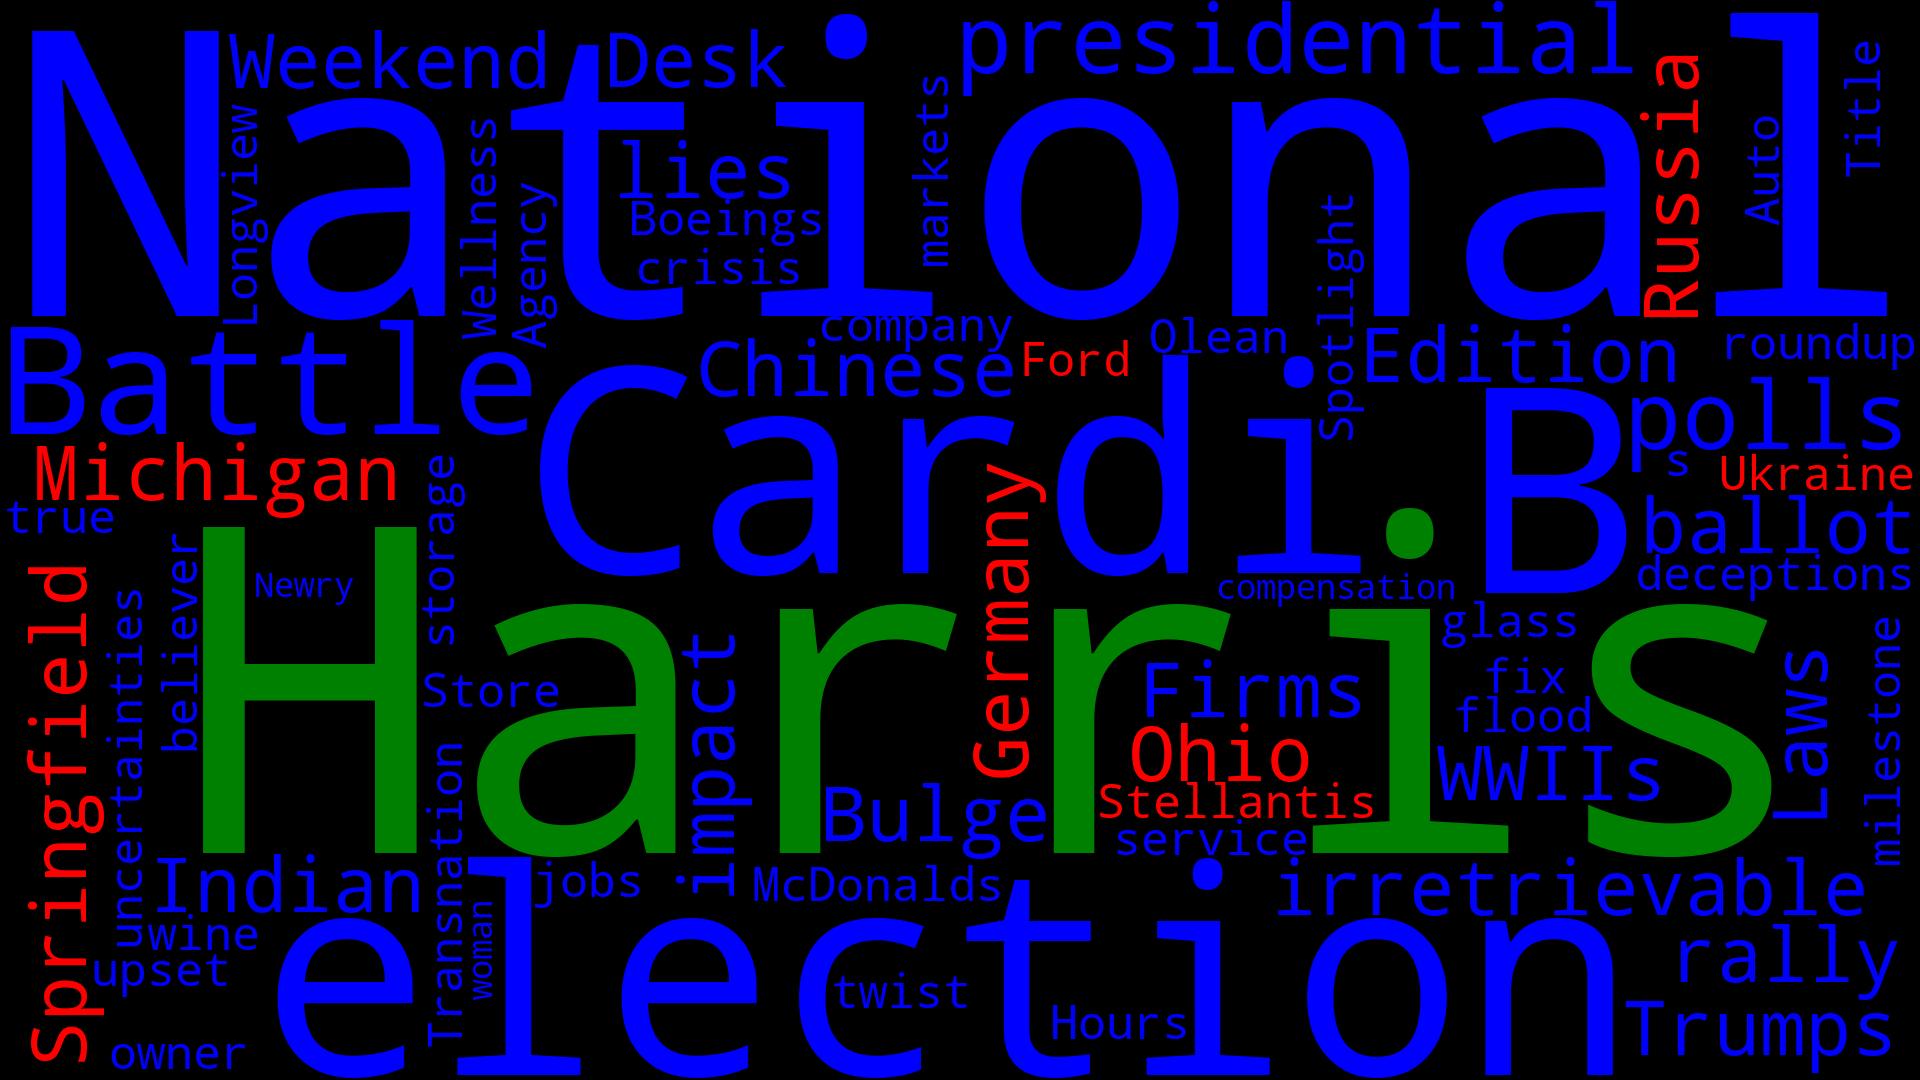 National
Weekend
Desk
presidential
Longview
Wellness
Agency
lies
Boeings
crisis
markets
Spotlight
Russia
Auto
Title
Battle
Chinese
company
Ford
Olean
Edition
roundup
Cardi B
polls
s
Ukraine
Michigan
true
storage
Germany
ballot
deceptions
Springfield
uncertainties
believer
Newry
Harris
compensation
glass
Store
impact
Firms
fix
flood
Laws
milestone
Ohio
Stellantis
WWIIs
Transnation
Bulge
service
Indian
jobs
McDonalds
irretrievable
uwine
upset
woman
election
twist
Hours
rally
owner
Trumps